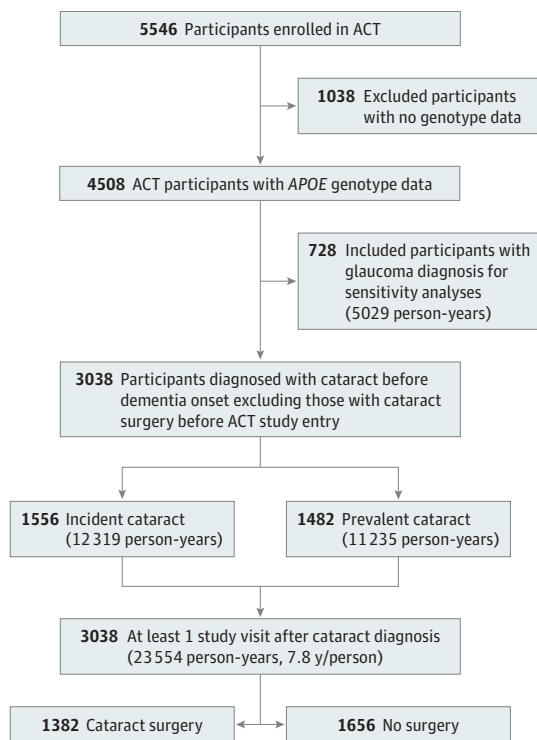 5546 Participants enrolled in ACT
1038 Excluded participants
with no genotype data
4508 ACT participants with APOE genotype data
728 Included participants with
glaucoma diagnosis for
sensitivity analyses
(5029 person-years)
3038 Participants diagnosed with cataract before
dementia onset excluding those with cataract
surgery before ACT study entry
1556 Incident cataract
(12 319 person-years)
1482 Prevalent cataract
(11 235 person-years)
3038 At least 1 study visit after cataract diagnosis
(23 554 person-years, 7.8 y/person)
1382 Cataract surgery
1656 No surgery